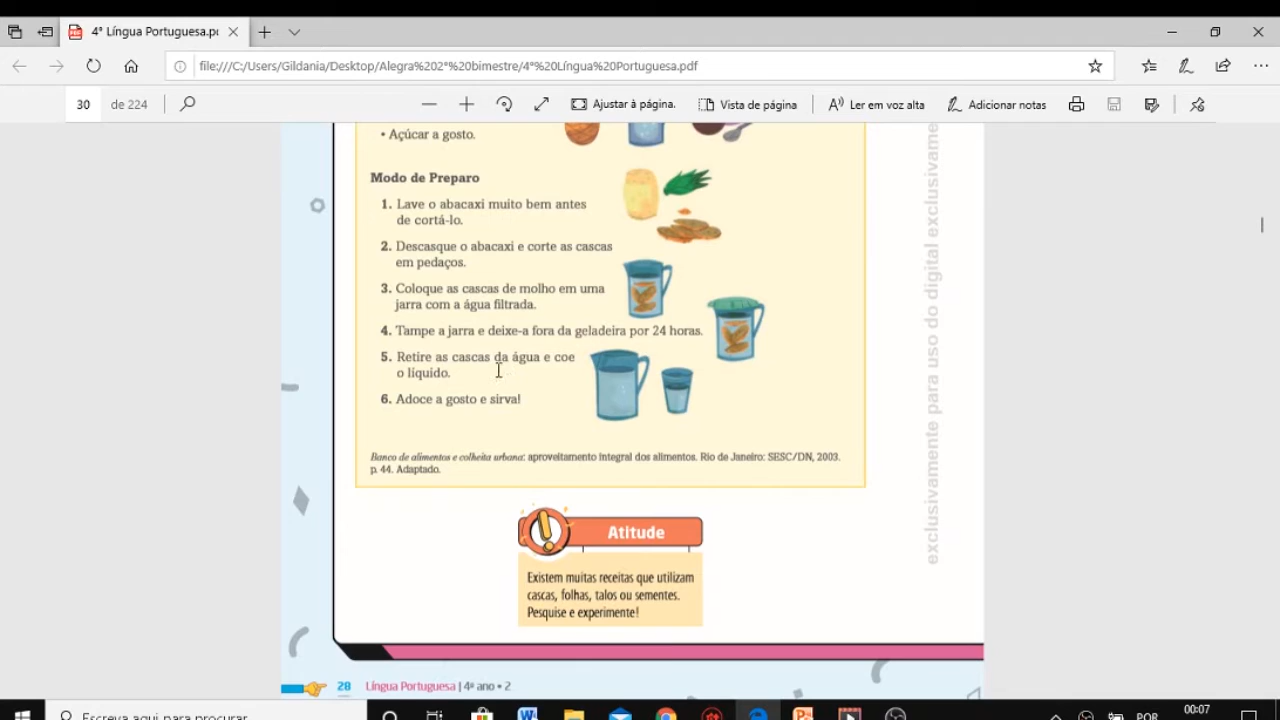 4° Língua Portuguesa.pc
file:///C:/Users/Gildania/Desktop/Alegra%202°%20bimestre/4°%20Língua%20Portuguesa.pdf
30 de 224
Ajustar à página.
Vista de página
Ler em voz alta
Adicionar notas
• Açúcar a gosto.
Modo de Preparo
1. Lave o abacaxi muito bem antes
de cortá-lo.
2. Descasque o abacaxi e corte as cascas
em pedaços.
3. Coloque as cascas de molho em uma
jarra com a água filtrada.
4. Tampe a jarra e deixe-a fora da geladeira por 24 horas.
5. Retire as cascas da água e coe
o líquido.
6. Adoce a gosto e sirva!
Banco de alimentos e colheita urbana: aproveitamento integral dos alimentos. Rio de Janeiro: SESC/DN, 2003.
p. 44. Adaptado.
Atitude
Existem muitas receitas que utilizam
cascas, folhas, talos ou sementes.
Pesquise e experimente!
exclusivamente para uso do digital exclusivame
28 Língua Portuguesa | 4º ano • 2
Escreva aqui para procurar
POR
00:07